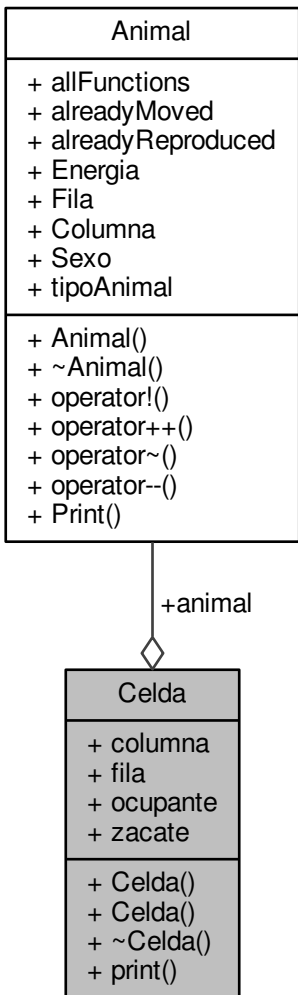 Animal
+ allFunctions
+ alreadyMoved
+ alreadyReproduced
+ Energia
+ Fila
+ Columna
+ Sexo
+ tipoAnimal
+ Animal()
+ ~Animal()
+ operator!()
+ operator++()
+ operator~()
+ operator--()
+ Print()
+animal
Celda
+ columna
+ fila
+ ocupante
+ zacate
+ Celda()
+ Celda()
+ ~Celda()
+ print()